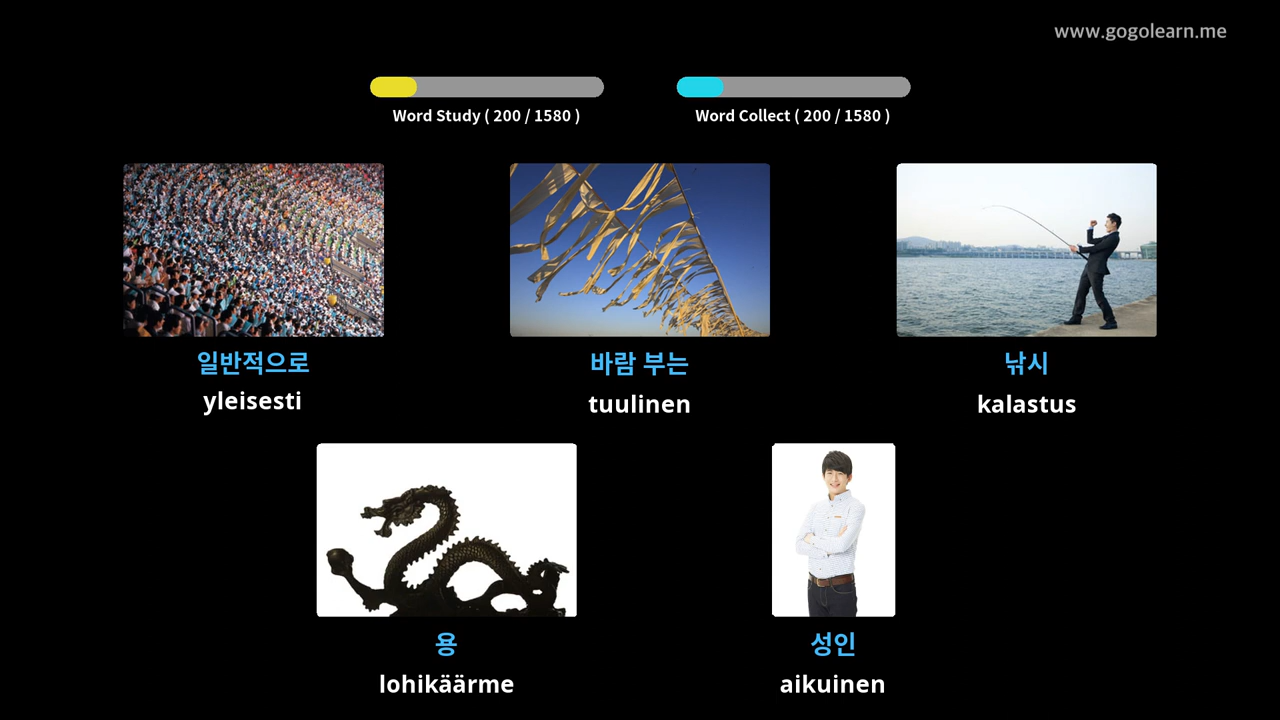 www.gogolearn.me
Word Study ( 200 / 1580 )
Word Collect ( 200 / 1580 )
일반적으로
yleisesti
바람 부는
tuulinen
낚시
kalastus
용
lohikäärme
성인
aikuinen